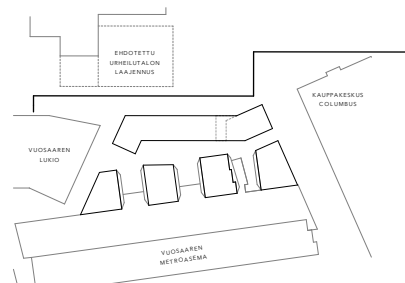 EHDOTETTU
URHEILUTALON
LAAJENNUS
KAUPPAKESKUS
COLUMBUS
VUOSAAREN
LUKIO
VUOSAAREN
METROASEMA